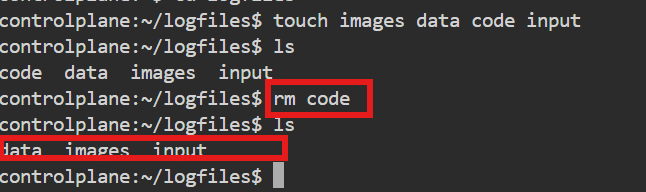 controlplane:~/logfiles$ touch images data code input
controlplane:~/logfiles$ ls
code  data  images  input
controlplane:~/logfiles$ rm code
controlplane:~/logfiles$ ls
data  images  input
controlplane:~/logfiles$